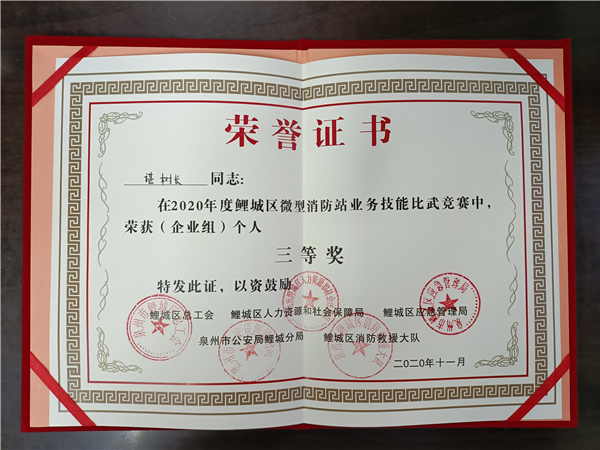 荣誉证书
谌树长 同志:
在2020年度鲤城区微型消防站业务技能比武竞赛中,
荣获（企业组）个人
三等奖
特发此证，以资鼓励
鲤城区总工会 鲤城区人力资源和社会保障局 鲤城区应急管理局
泉州市公安局鲤城分局 鲤城区消防救援大队
二〇二〇年十一月